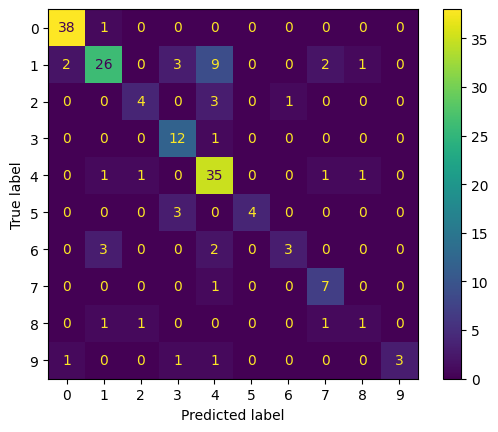 0 38 1 0 0 0 0 0 0 0 0
1 2 26 0 3 9 0 0 2 1 0
2 0 0 4 0 3 0 1 0 0 0
3 0 0 0 12 1 0 0 0 0 0
4 0 1 1 0 35 0 0 1 1 0
5 0 0 0 3 0 4 0 0 0 0
6 0 3 0 0 2 0 3 0 0 0
7 0 0 0 0 1 0 0 7 0 0
8 0 1 1 0 0 0 0 1 1 0
9 1 0 0 1 1 0 0 0 0 3
0 1 2 3 4 5 6 7 8 9
Predicted label
True label
35
30
25
20
15
10
5
0